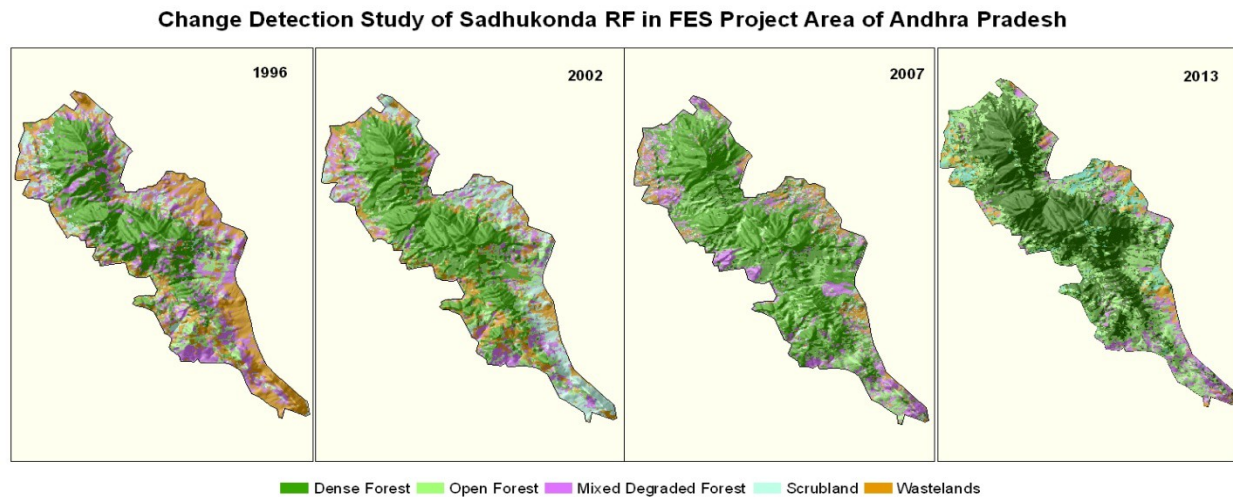 Change Detection Study of Sadhukonda RF in FES Project Area of Andhra Pradesh
1996
2002
2007
2013
Dense Forest Open Forest Mixed Degraded Forest Scrubland Wastelands